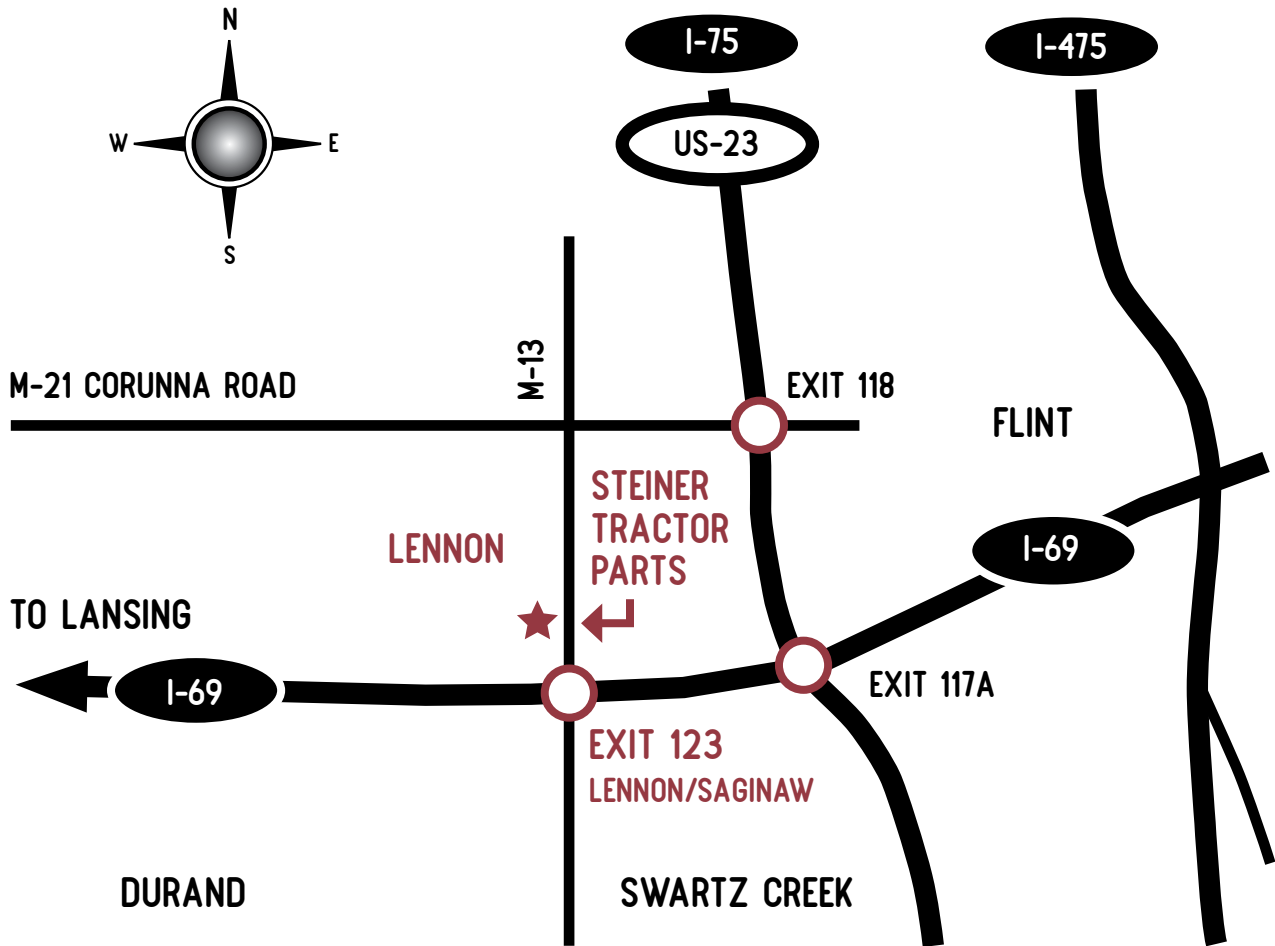 N
I-75
I-475
W
E
US-23
S
M-13
M-21 CORUNNA ROAD
EXIT 118
FLINT
STEINER
TRACTOR
PARTS
LENNON
I-69
TO LANSING
I-69
EXIT 117A
EXIT 123
LENNON/SAGINAW
DURAND
SWARTZ CREEK